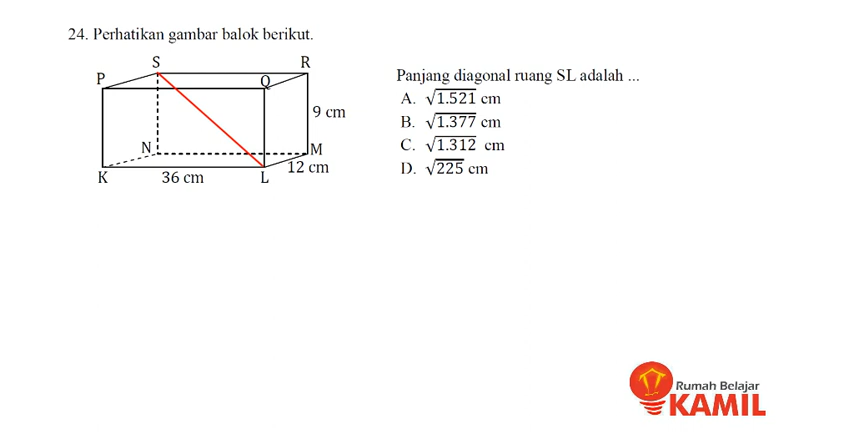 24. Perhatikan gambar balok berikut.
S
R
P
Q
9 cm
N
M
12 cm
K
36 cm
L
Panjang diagonal ruang SL adalah ...
A. √1.521 cm
B. √1.377 cm
C. √1.312 cm
D. √225 cm
Rumah Belajar
KAMIL